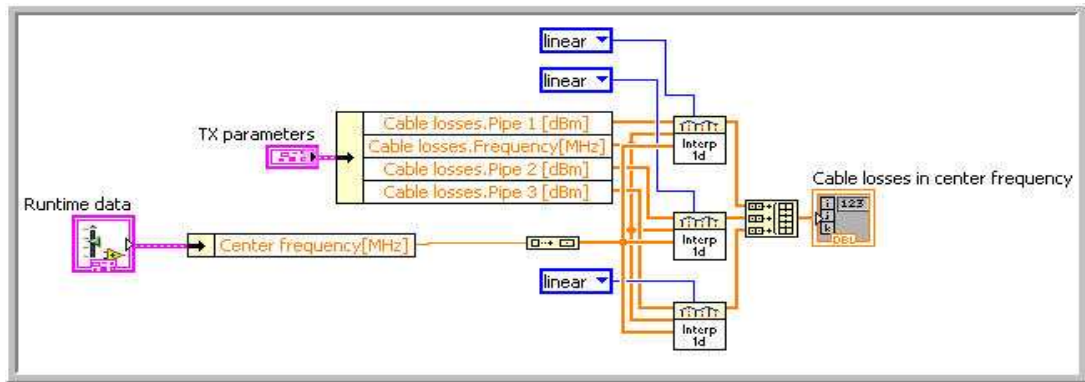 linear
linear
TX parameters
Cable losses.Pipe 1 [dBm]
Cable losses.Frequency[MHz]
Cable losses.Pipe 2 [dBm]
Cable losses.Pipe 3 [dBm]
Interp
1d
Cable losses in center frequency
i 123
j
k
DBL
Runtime data
Center frequency[MHz]
Interp
1d
linear
Interp
1d